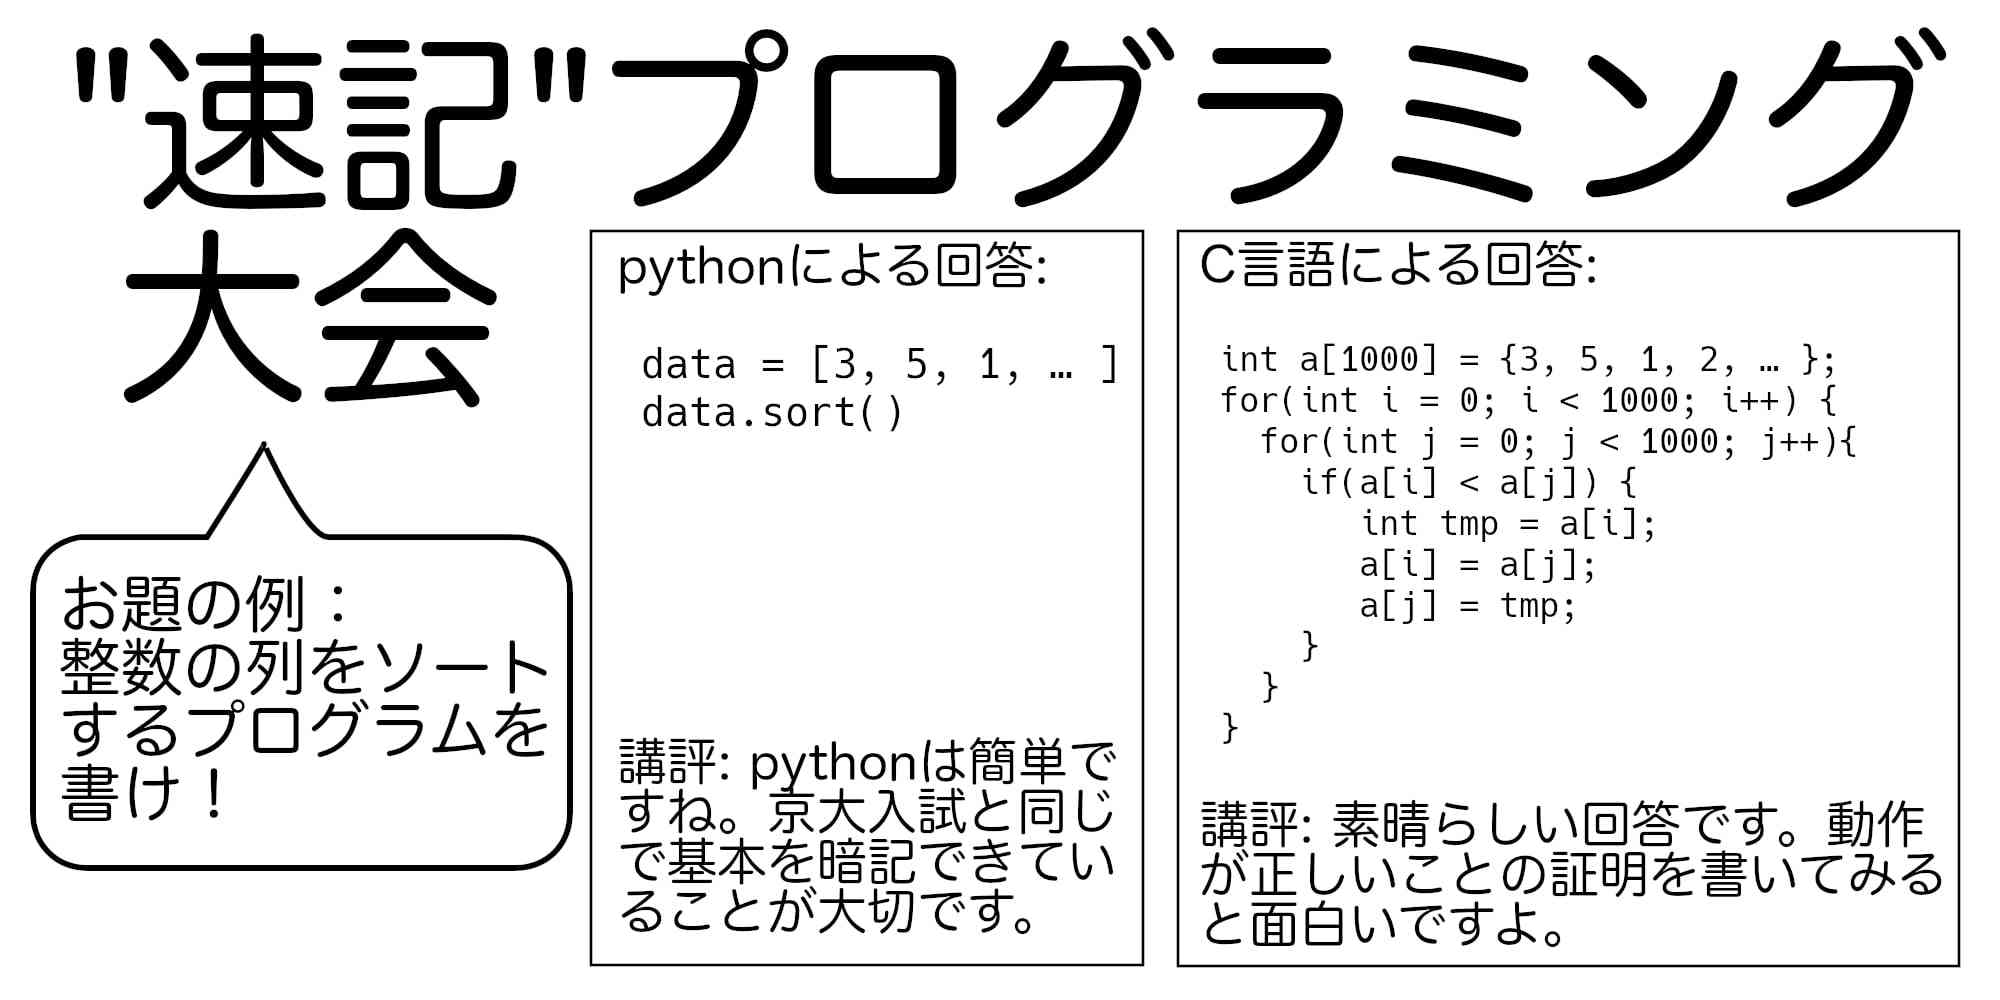 "速記"プログラミング
大会
お題の例：
整数の列をソート
するプログラムを
書け！
pythonによる回答:
data = [3, 5, 1, … ]
data.sort()
講評: pythonは簡単で
すね。京大入試と同じ
で基本を暗記できてい
ることが大切です。
C言語による回答:
int a[1000] = {3, 5, 1, 2, … };
for(int i = 0; i < 1000; i++) {
  for(int j = 0; j < 1000; j++){
    if(a[i] < a[j]) {
       int tmp = a[i];
       a[i] = a[j];
       a[j] = tmp;
    }
  }
}
講評: 素晴らしい回答です。動作
が正しいことの証明を書いてみる
と面白いですよ。